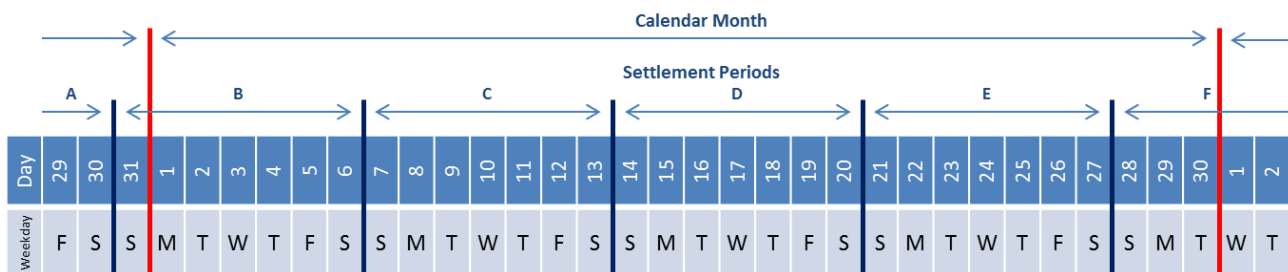 Calendar Month
Settlement Periods
A B C D E F
Day 29 30 31 1 2 3 4 5 6 7 8 9 10 11 12 13 14 15 16 17 18 19 20 21 22 23 24 25 26 27 28 29 30 1 2
Weekday F S S M T W T F S S M T W T F S S M T W T F S S M T W T F S S M T W T